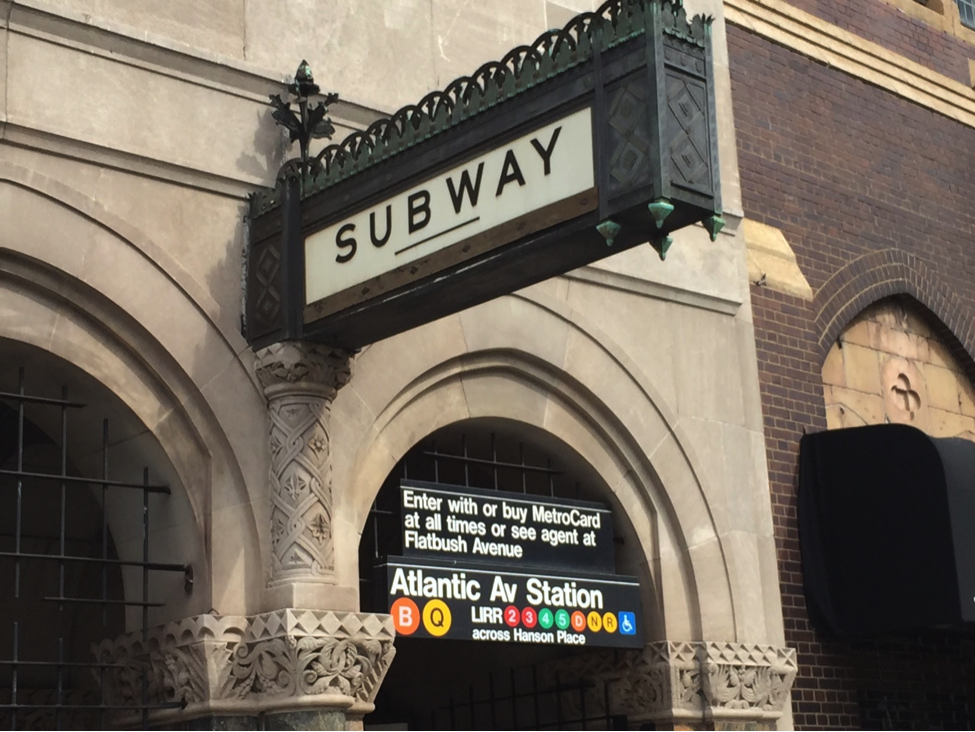 SUBWAY
Enter with or buy MetroCard
at all times or see agent at
Flatbush Avenue
Atlantic Av Station
B Q LIRR 2 3 4 5 D N R
across Hanson Place